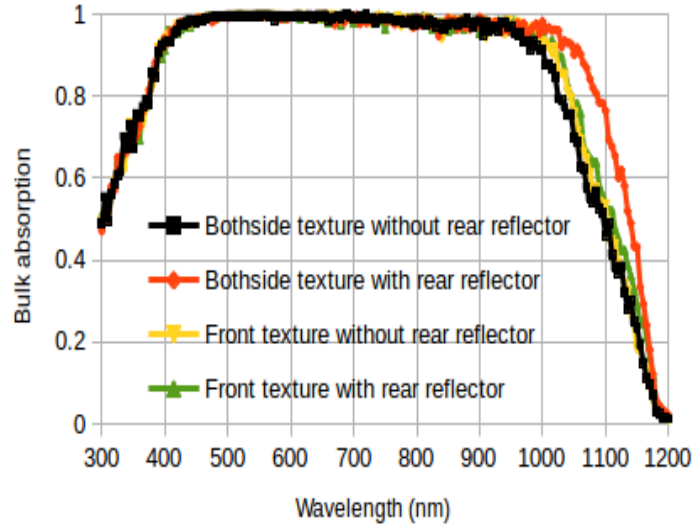 1
0.8
0.6
0.4
0.2
0
Bulk absorption
Bothside texture without rear reflector
Bothside texture with rear reflector
Front texture without rear reflector
Front texture with rear reflector
300 400 500 600 700 800 900 1000 1100 1200
Wavelength (nm)